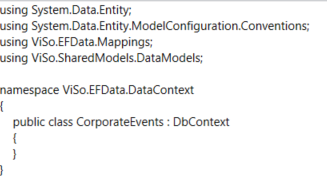 using System.Data.Entity;
using System.Data.Entity.ModelConfiguration.Conventions;
using ViSo.EFData.Mappings;
using ViSo.SharedModels.DataModels;
namespace ViSo.EFData.DataContext
{
public class CorporateEvents : DbContext
{
}
}